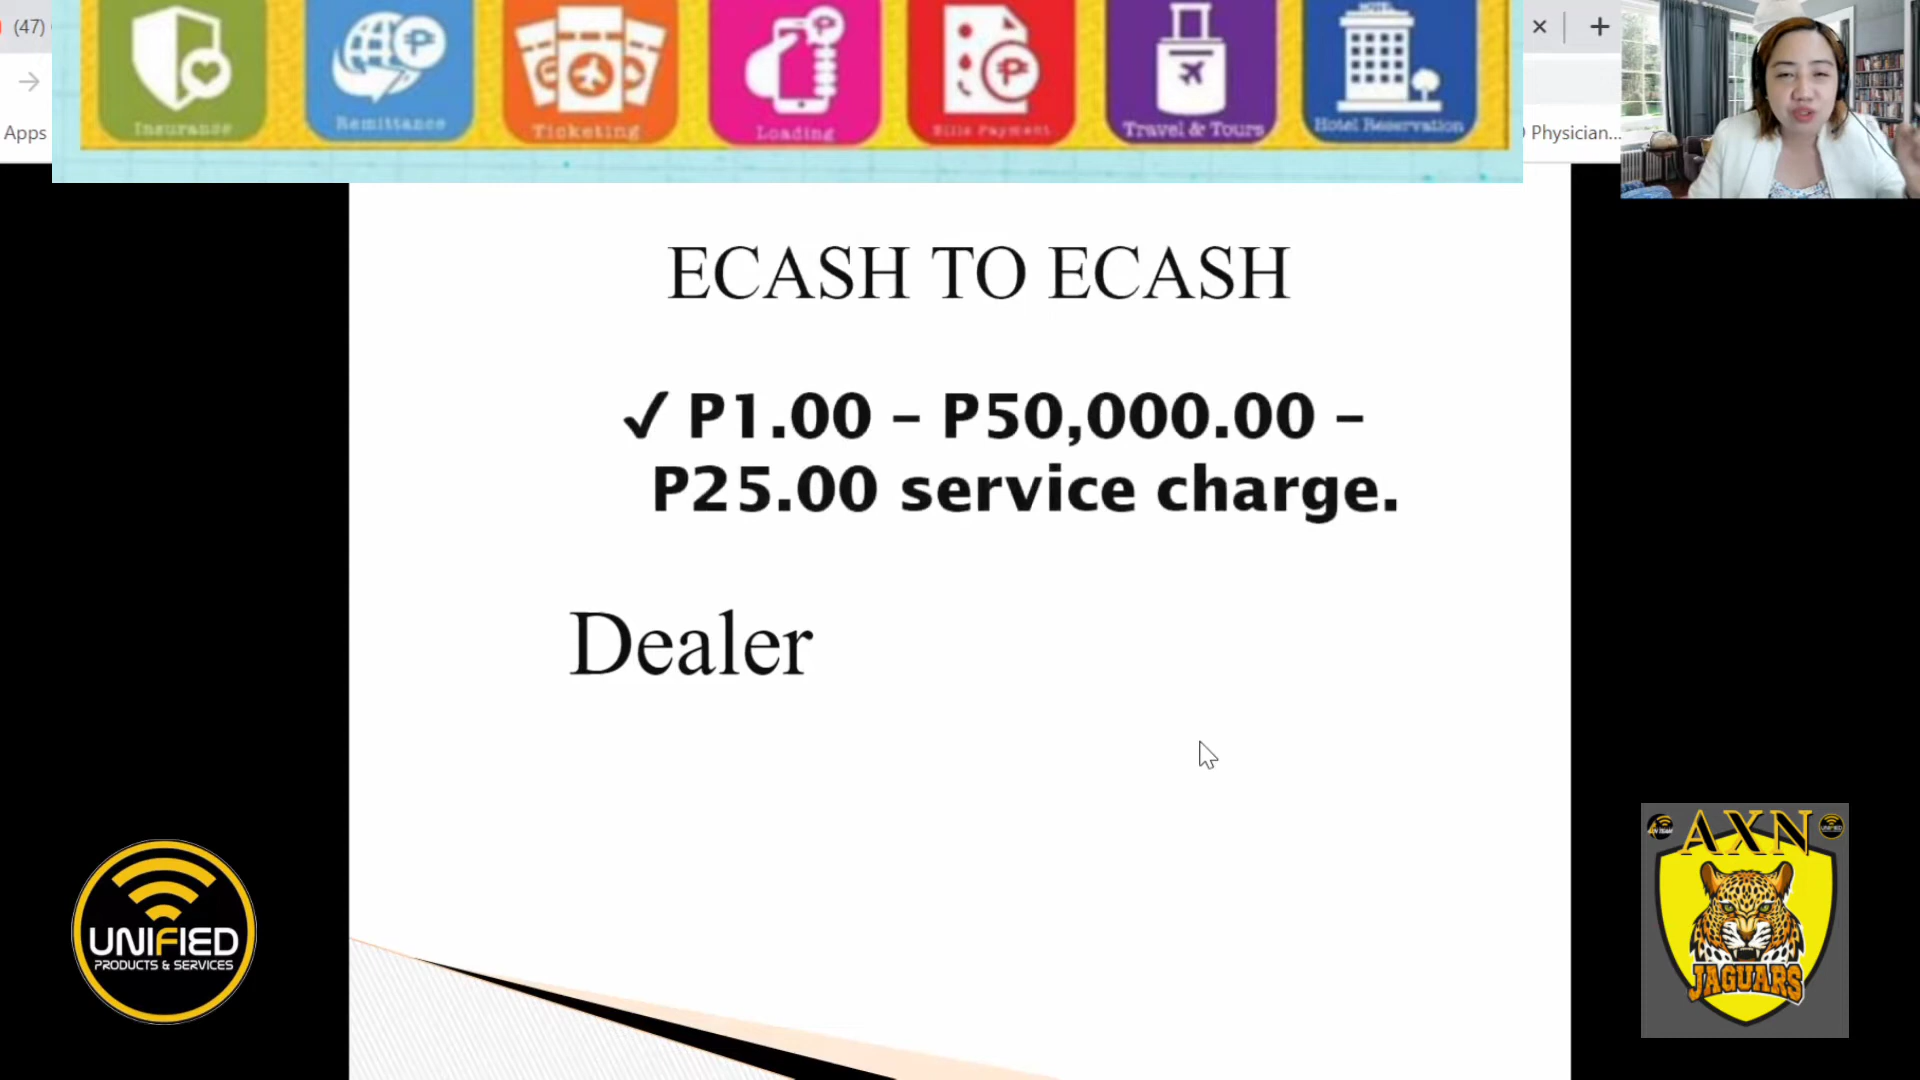 (47)
Apps
Insurance
Remittance
Ticketing
Loading
Bills Payment
Travel & Tours
HOTEL
Hotel Reservation
Physician...
ECASH TO ECASH
✓ P1.00 – P50,000.00 –
P25.00 service charge.
Dealer
UNIFIED
PRODUCTS & SERVICES
AXN
JAGUARS